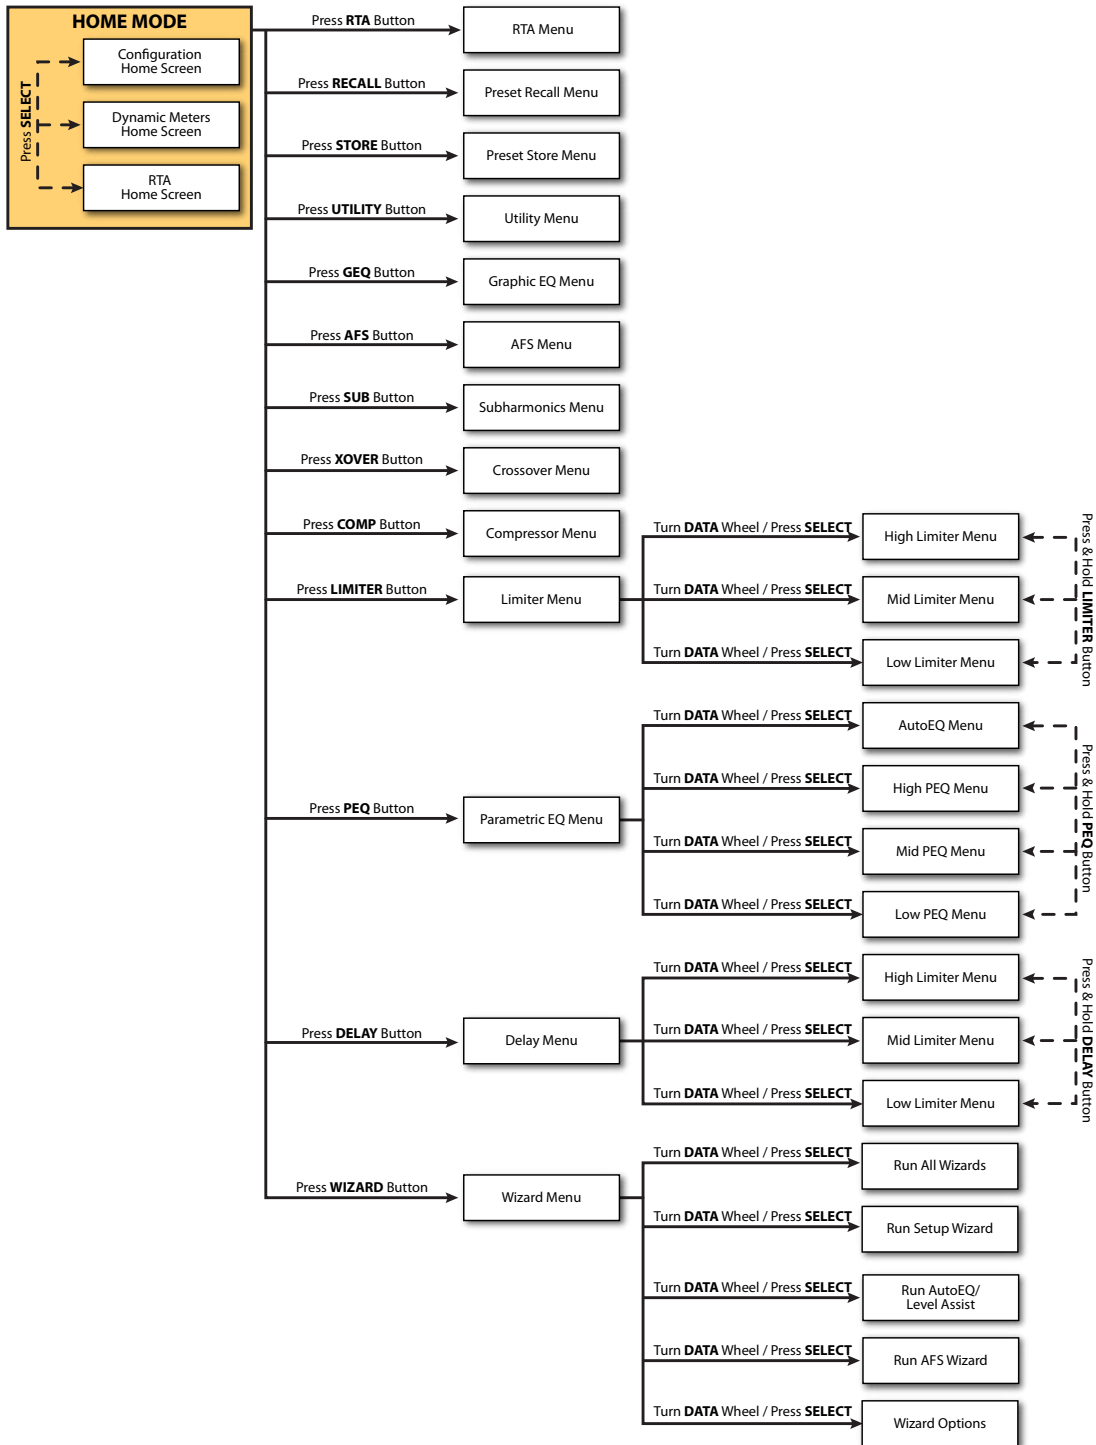 HOME MODE
Press SELECT
Configuration
Home Screen
Dynamic Meters
Home Screen
RTA
Home Screen
Press RTA Button
RTA Menu
Press RECALL Button
Preset Recall Menu
Press STORE Button
Preset Store Menu
Press UTILITY Button
Utility Menu
Press GEQ Button
Graphic EQ Menu
Press AFS Button
AFS Menu
Press SUB Button
Subharmonics Menu
Press XOVER Button
Crossover Menu
Press COMP Button
Compressor Menu
Press LIMITER Button
Limiter Menu
Turn DATA Wheel / Press SELECT
High Limiter Menu
Turn DATA Wheel / Press SELECT
Mid Limiter Menu
Turn DATA Wheel / Press SELECT
Low Limiter Menu
Press & Hold LIMITER Button
Press PEQ Button
Parametric EQ Menu
Turn DATA Wheel / Press SELECT
AutoEQ Menu
Turn DATA Wheel / Press SELECT
High PEQ Menu
Turn DATA Wheel / Press SELECT
Mid PEQ Menu
Turn DATA Wheel / Press SELECT
Low PEQ Menu
Press & Hold PEQ Button
Press DELAY Button
Delay Menu
Turn DATA Wheel / Press SELECT
High Limiter Menu
Turn DATA Wheel / Press SELECT
Mid Limiter Menu
Turn DATA Wheel / Press SELECT
Low Limiter Menu
Press & Hold DELAY Button
Press WIZARD Button
Wizard Menu
Turn DATA Wheel / Press SELECT
Run All Wizards
Turn DATA Wheel / Press SELECT
Run Setup Wizard
Turn DATA Wheel / Press SELECT
Run AutoEQ/
Level Assist
Turn DATA Wheel / Press SELECT
Run AFS Wizard
Turn DATA Wheel / Press SELECT
Wizard Options